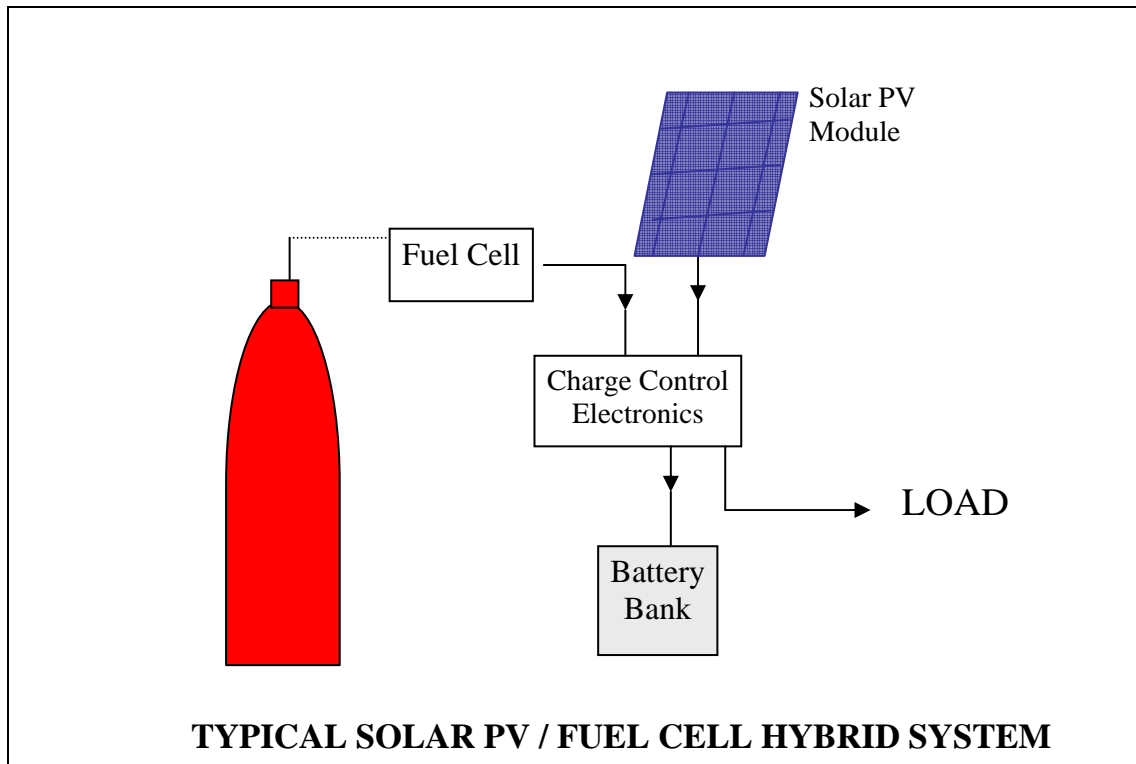 Solar PV
Module
Fuel Cell
Charge Control
Electronics
LOAD
Battery
Bank
TYPICAL SOLAR PV / FUEL CELL HYBRID SYSTEM